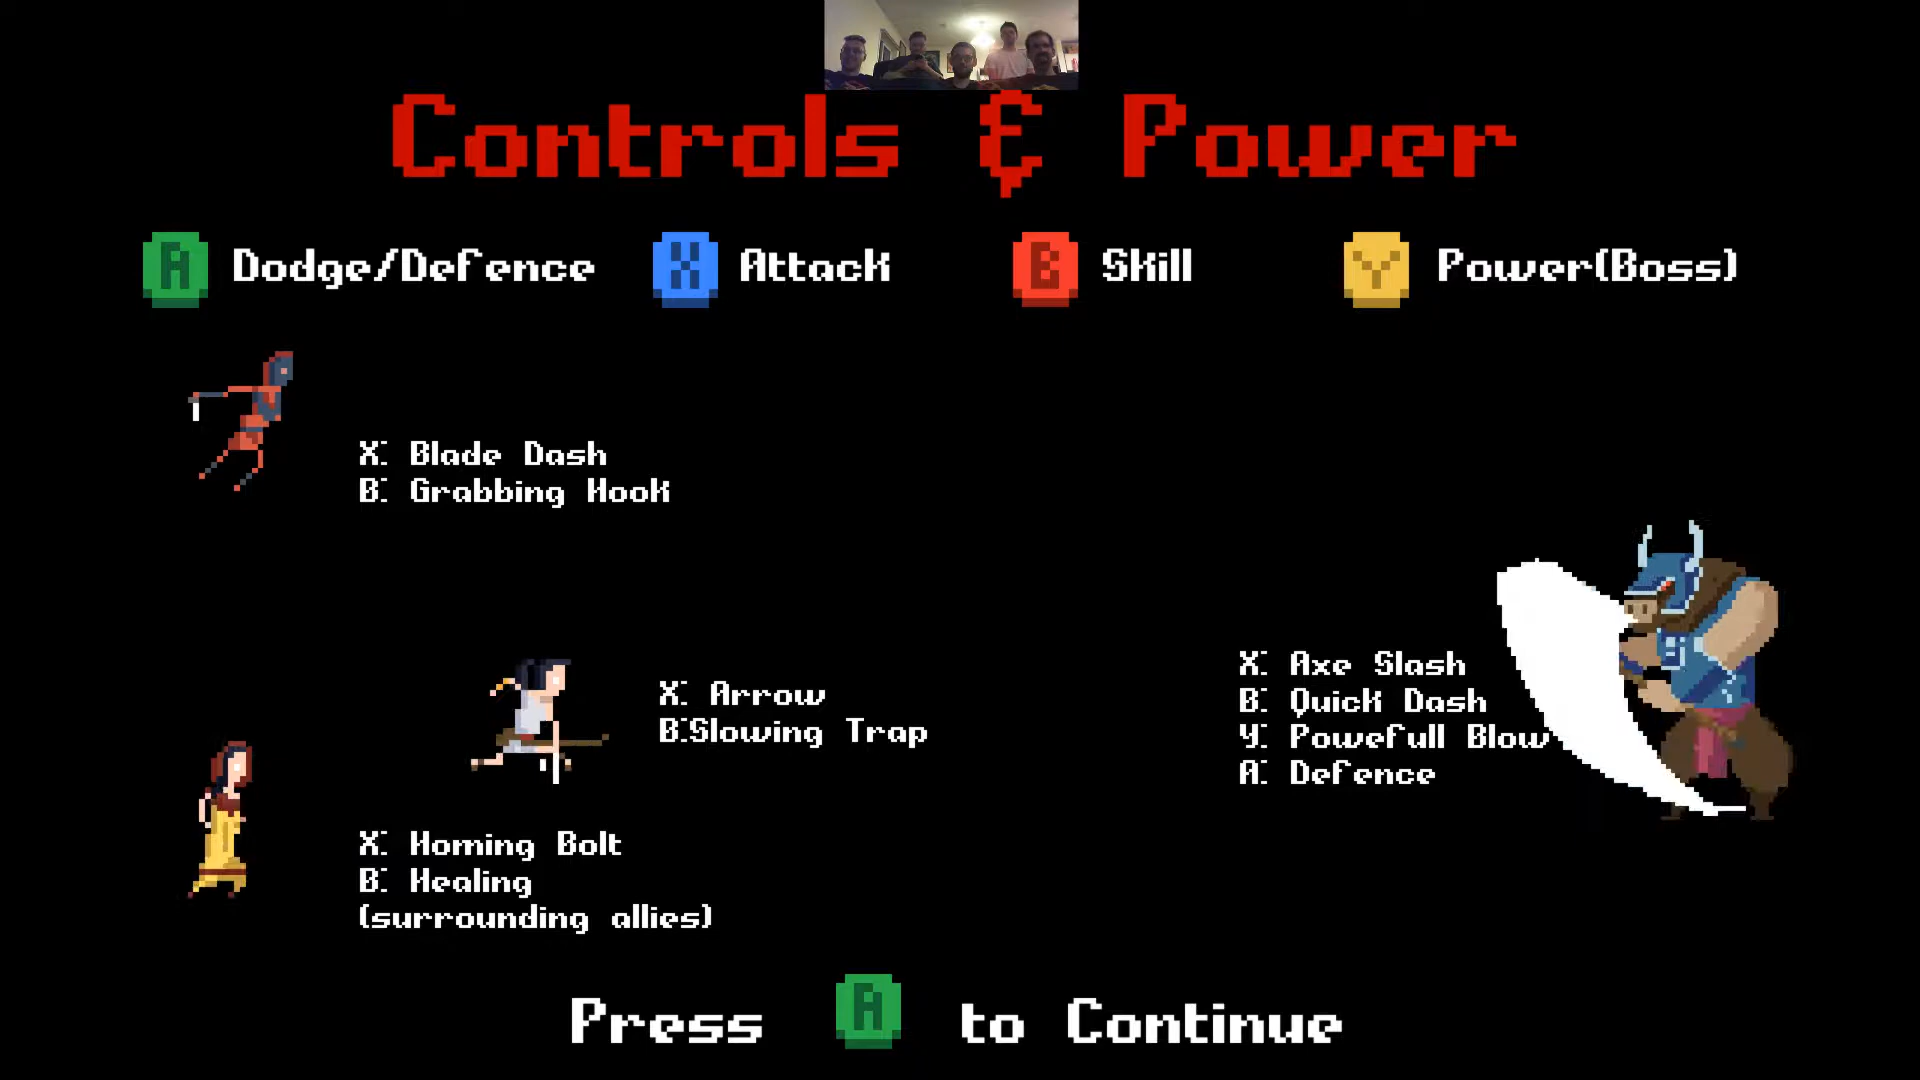 Controls & Power
A Dodge/Defence X Attack B Skill Y Power(Boss)
X: Blade Dash
B: Grabbing Hook
X: Arrow
B:Slowing Trap
X: Axe Slash
B: Quick Dash
Y: Powefull Blow
A: Defence
X: Homing Bolt
B: Healing
(surrounding allies)
Press A to Continue